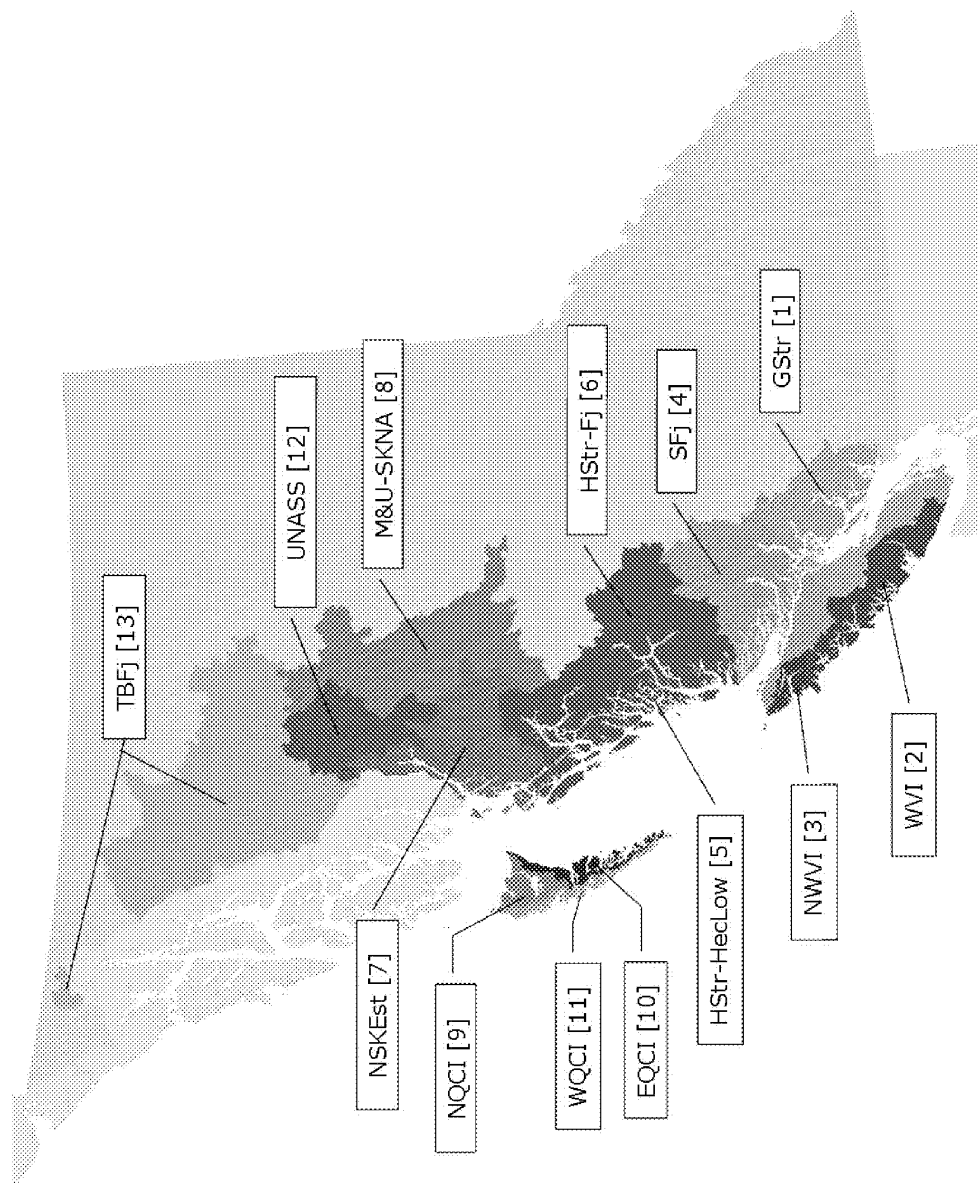 TBFj [13]
UNASS [12]
M&U-SKNA [8]
HStr-Fj [6]
SFj [4]
GStr [1]
NSKEst [7]
NQCI [9]
WQCI [11]
EQCI [10]
HStr-HecLow [5]
NWVI [3]
WVI [2]